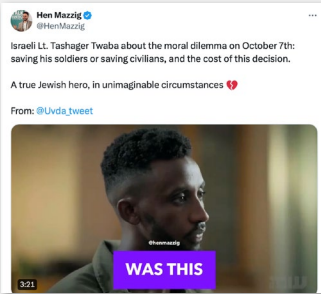 Hen Mazzig
@HenMazzig
...
Israeli Lt. Tashager Twaba about the moral dilemma on October 7th:
saving his soldiers or saving civilians, and the cost of this decision.
A true Jewish hero, in unimaginable circumstances 💔
From: @Uvda_tweet
@henmazzig
WAS THIS
3:21